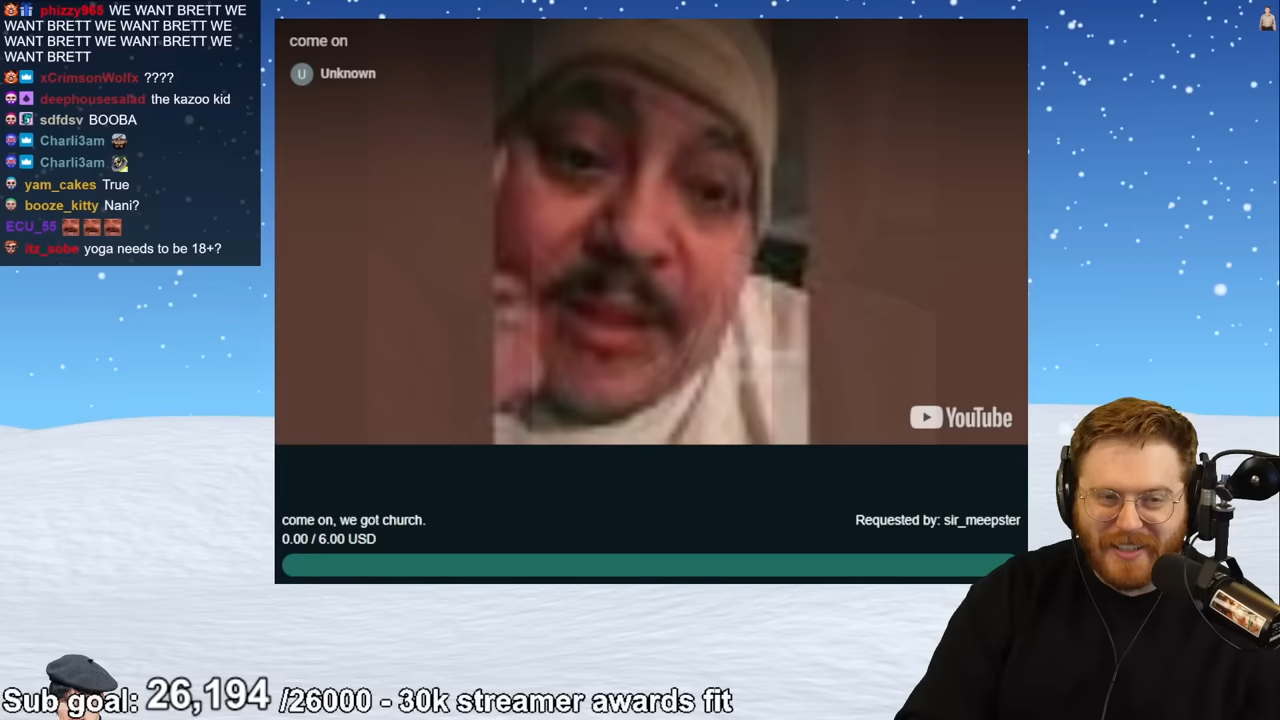 phizzy965 WE WANT BRETT WE
WANT BRETT WE WANT BRETT WE
WANT BRETT WE WANT BRETT WE
WANT BRETT
xCrimsonWolfx ????
deephousesalad the kazoo kid
sdfdsv BOOBA
Charli3am
Charli3am
yam_cakes True
booze_kitty Nani?
ECU_55
itz_sobe yoga needs to be 18+?
come on
U Unknown
YouTube
come on, we got church.
Requested by: sir_meepster
0.00 / 6.00 USD
Sub goal: 26,194 /26000 - 30k streamer awards fit